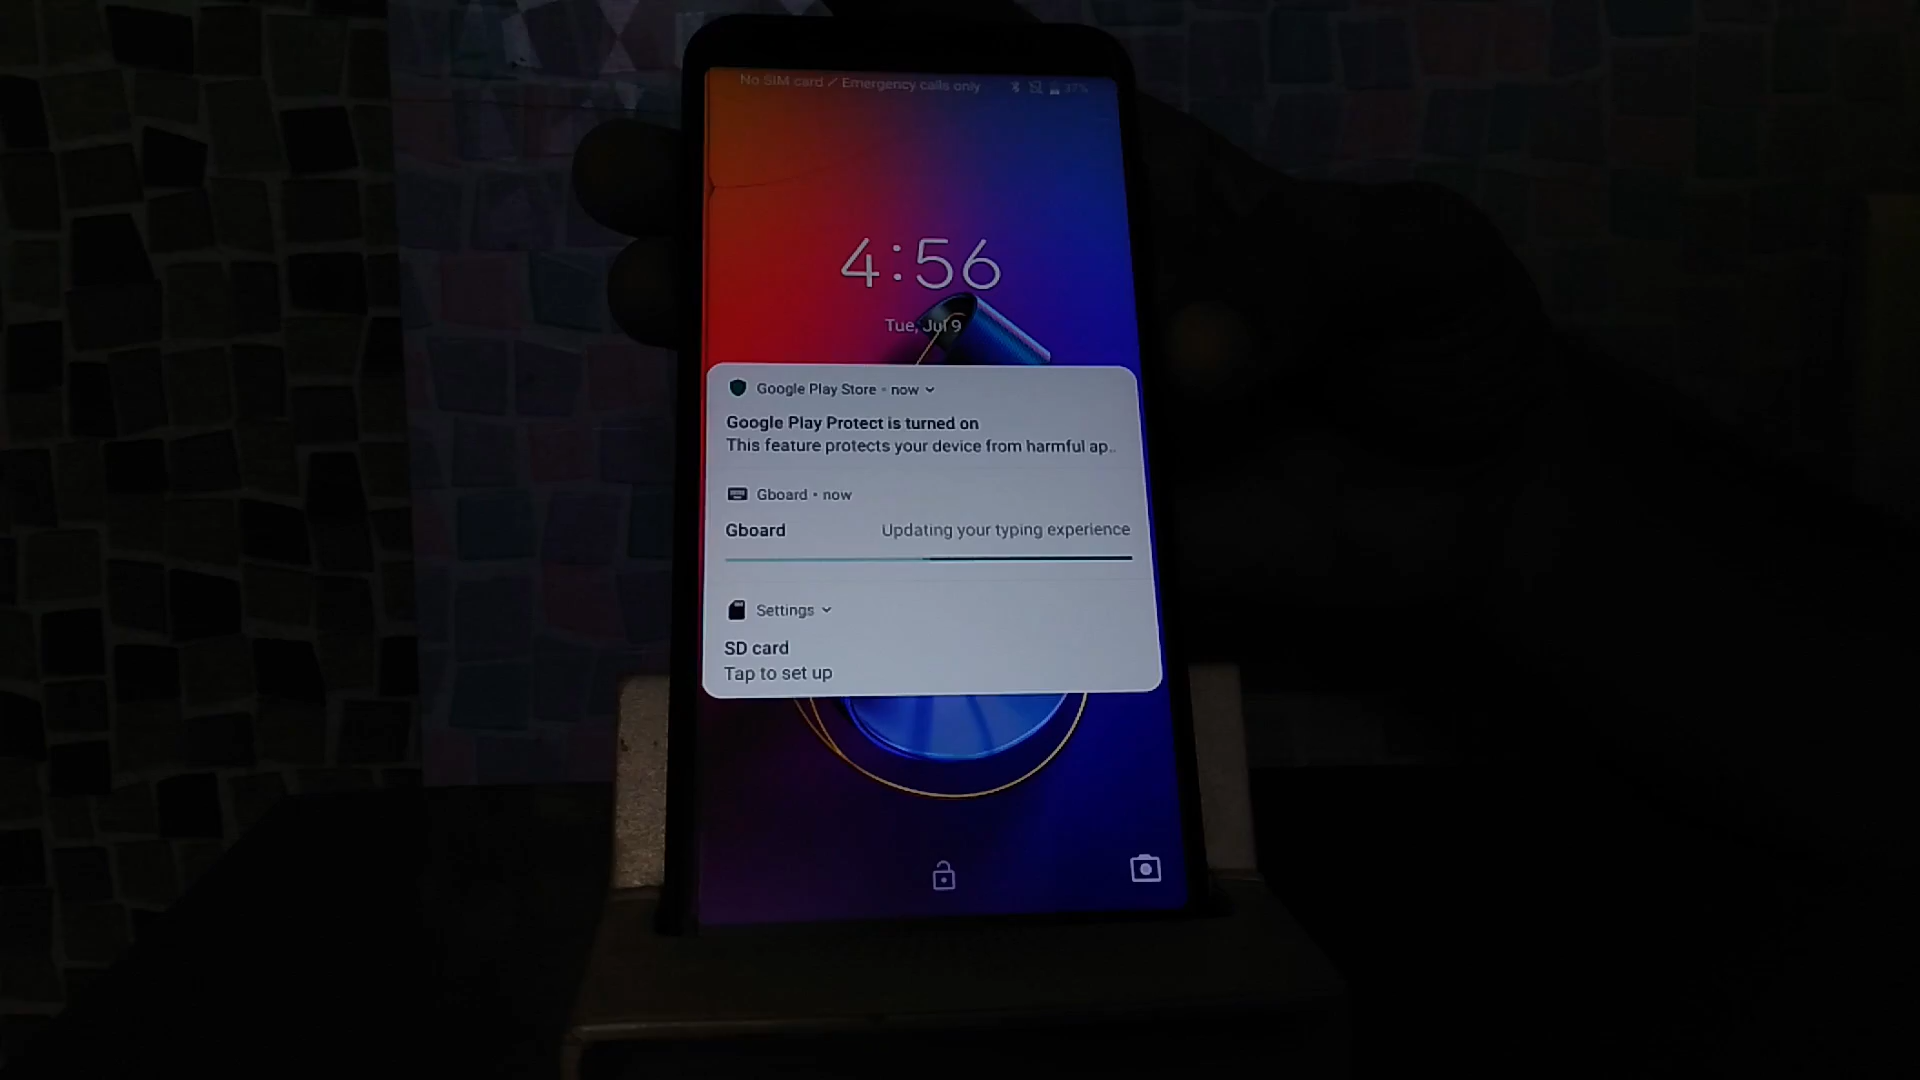 No SIM card / Emergency calls only 37%
4:56
Tue, Jul 9
Google Play Store • now
Google Play Protect is turned on
This feature protects your device from harmful ap..
Gboard • now
Gboard Updating your typing experience
Settings
SD card
Tap to set up